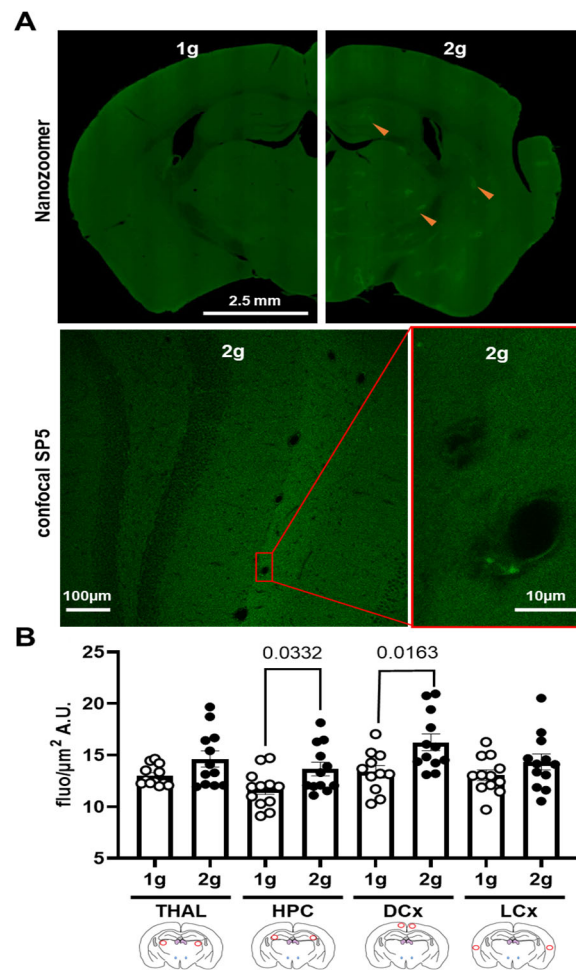 A
1g 2g
Nanozoomer
2.5 mm
2g 2g
confocal SP5
100µm 10µm
B
fluo/µm² A.U.
25
20
15
10
5
0.0332 0.0163
1g 2g 1g 2g 1g 2g 1g 2g
THAL HPC DCx LCx